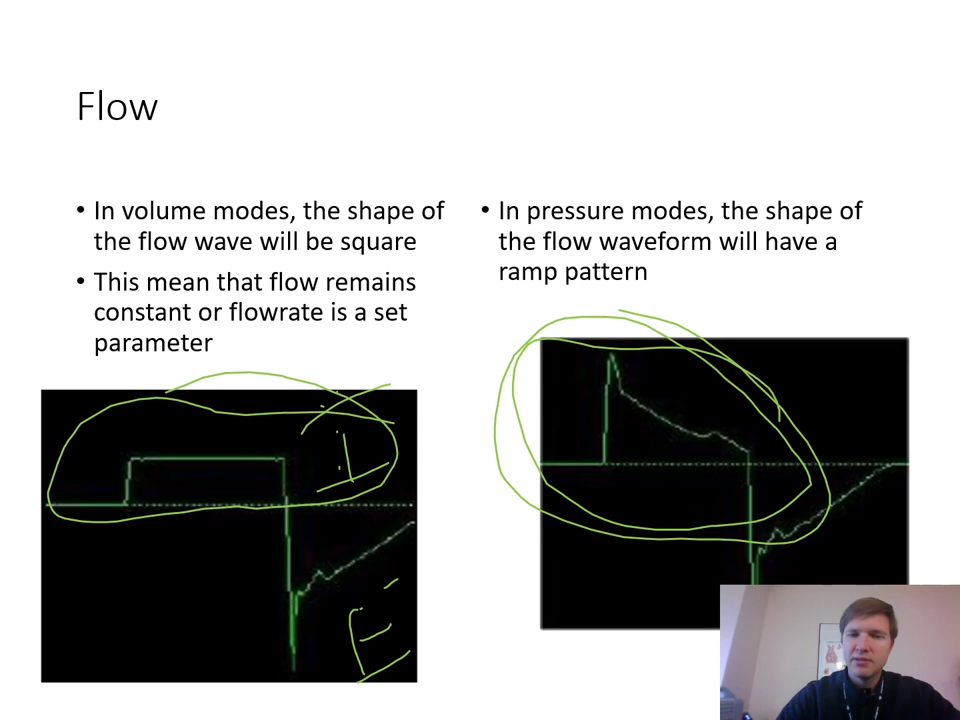 Flow
• In volume modes, the shape of
the flow wave will be square
• This mean that flow remains
constant or flowrate is a set
parameter
• In pressure modes, the shape of
the flow waveform will have a
ramp pattern
I
E